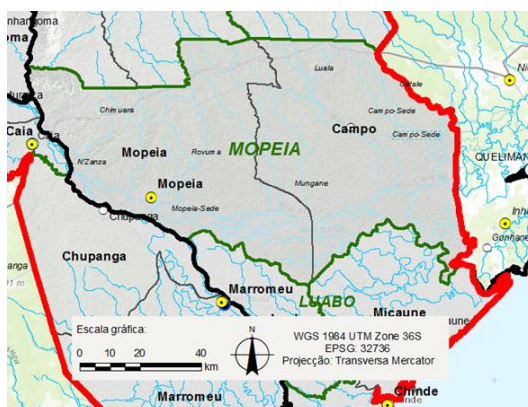 Luala
Chimuara
Campo-Sede
Campo
Campo-Sede
Caia
Mopeia
Rovuma
MOPEIA
QUELIMAN
N'Zanza
Mungane
Mopeia
Mopeia-Sede
Chupanga
Chupanga
Marromeu
LUABO
Micaune
Escala gráfica:
0 10 20 40
km
N
WGS 1984 UTM Zone 36S
EPSG: 32736
Projecção: Transversa Mercator
Marromeu
Chinde